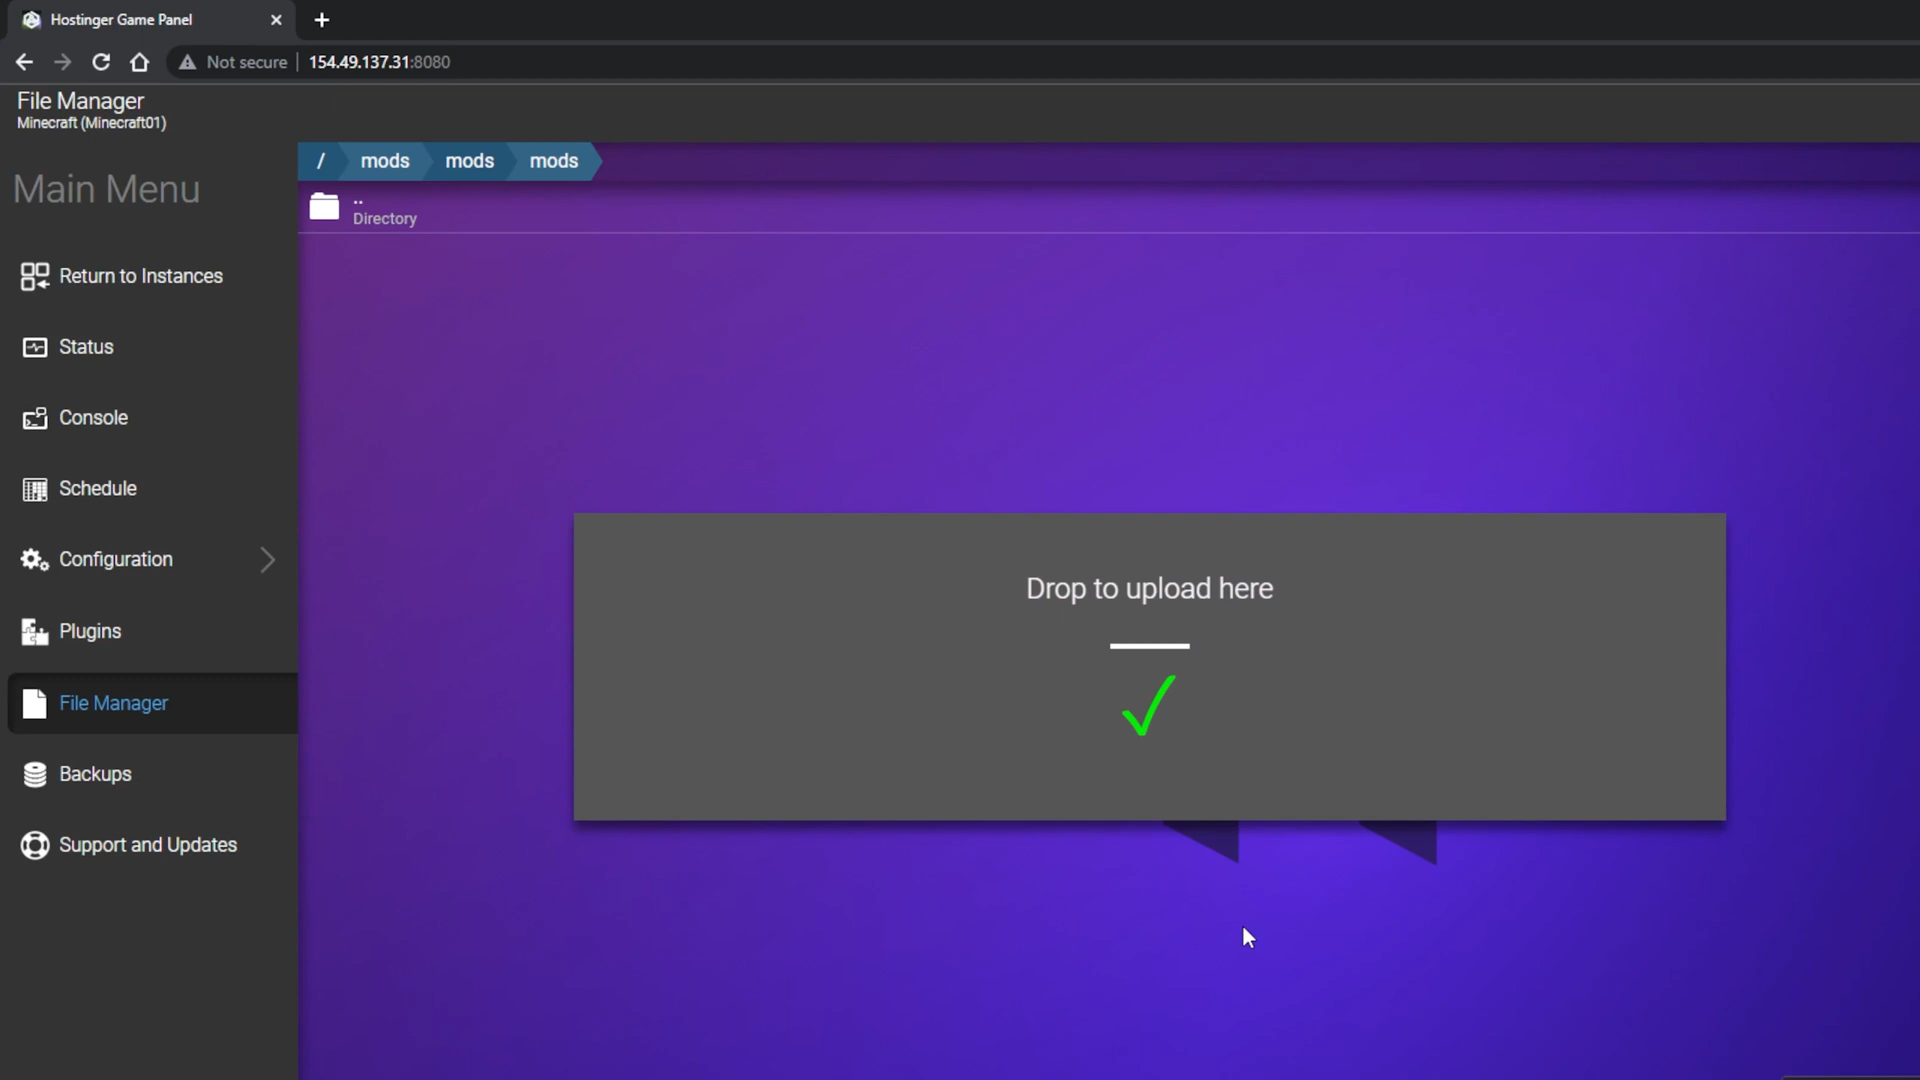 Hostinger Game Panel
Not secure
154.49.137.31:8080
File Manager
Minecraft (Minecraft01)
/ mods mods mods
Main Menu
..
Directory
Return to Instances
Status
Console
Schedule
Configuration
Plugins
File Manager
Backups
Support and Updates
Drop to upload here